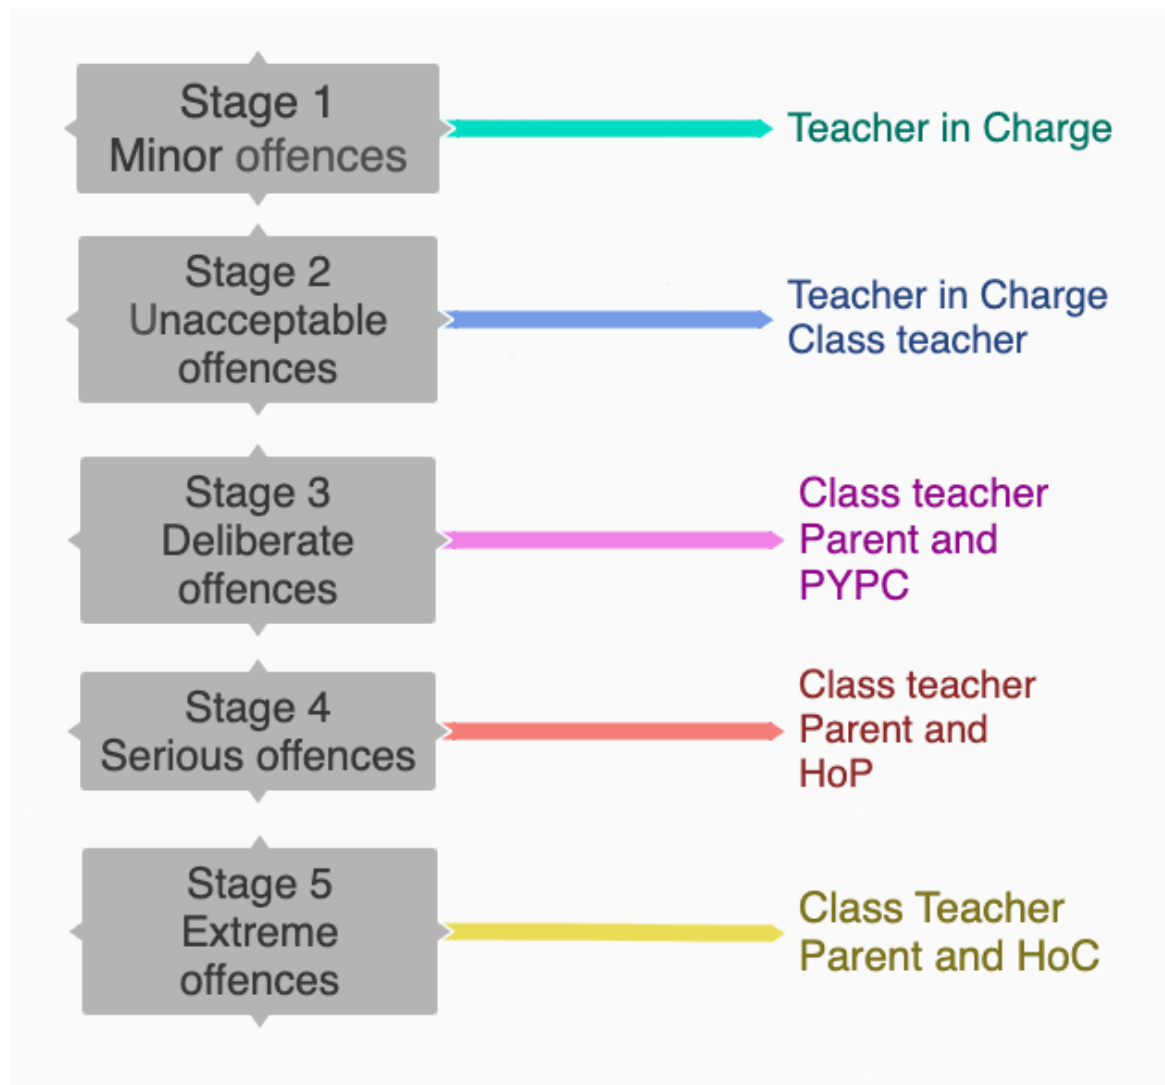 Stage 1
Minor offences
Teacher in Charge
Stage 2
Unacceptable
offences
Teacher in Charge
Class teacher
Stage 3
Deliberate
offences
Class teacher
Parent and
PYPC
Stage 4
Serious offences
Class teacher
Parent and
HoP
Stage 5
Extreme
offences
Class Teacher
Parent and HoC